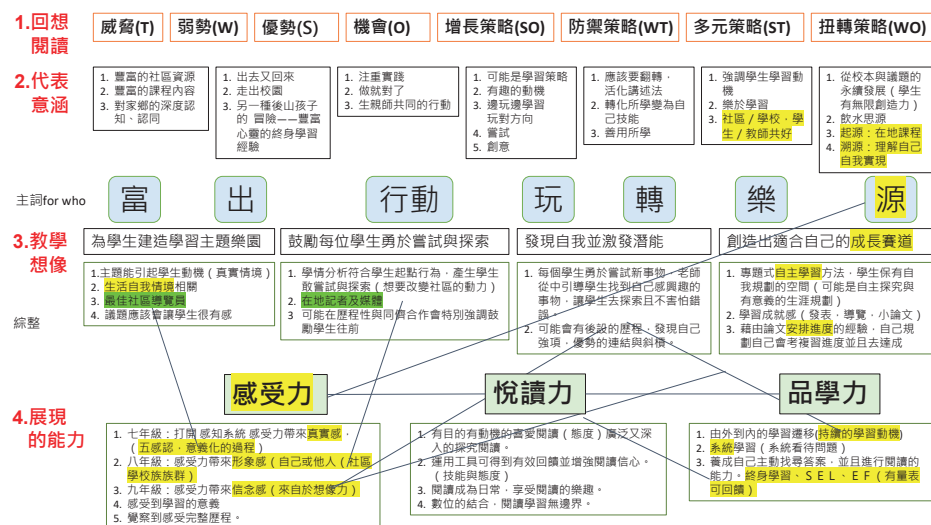 1.回想
閱讀
威脅(T)
弱勢(W)
優勢(S)
機會(O)
增長策略(SO)
防禦策略(WT)
多元策略(ST)
扭轉策略(WO)
2.代表
意涵
1. 豐富的社區資源
2. 豐富的課程內容
3. 對家鄉的深度認
知、認同
1. 出去又回來
2. 走出校園
3. 另一種後山孩子
的 冒險——豐富
心靈的終身學習
經驗
1. 注重實踐
2. 做就對了
3. 生親師共同的行動
1. 可能是學習策略
2. 有趣的動機
3. 邊玩邊學習
玩對方向
4. 嘗試
5. 創意
1. 應該要翻轉，
活化講述法
2. 轉化所學變為自
己技能
3. 善用所學
1. 強調學生學習動
機
2. 樂於學習
3. 社區 / 學校，學
生 / 教師共好
1. 從校本與議題的
永續發展（學生
有無限創造力）
2. 飲水思源
3. 起源：在地課程
4. 溯源：理解自己
自我實現
主詞for who
富
出
行動
玩
轉
樂
源
3.教學
想像
為學生建造學習主題樂園
鼓勵每位學生勇於嘗試與探索
發現自我並激發潛能
創造出適合自己的成長賽道
綜整
1.主題能引起學生動機（真實情境）
2. 生活自我情境相關
3. 最佳社區導覽員
4. 議題應該會讓學生很有感
1. 學情分析符合學生起點行為，產生學生
敢嘗試與探索（想要改變社區的動力）
2. 在地記者及媒體
3. 可能在歷程性與同儕合作會特別強調鼓
勵學生往前
1. 每個學生勇於嘗試新事物，老師
從中引導學生找到自己感興趣的
事物，讓學生去探索且不害怕錯
誤。
2. 可能會有後設的歷程，發現自己
強項，優勢的連結與斜槓。
1. 專題式自主學習方法，學生保有自
我規劃的空間（可能是自主探究與
有意義的生涯規劃）
2. 學習成就感（發表，導覽，小論文）
3. 藉由論文安排進度的經驗，自己規
劃自己會考複習進度並且去達成
感受力
悅讀力
品學力
4.展現
的能力
1. 七年級：打開 感知系統 感受力帶來真實感，
（五感認，意義化的過程）
2. 八年級：感受力帶來形象感（自己或他人 / 社區
學校族族群）
3. 九年級：感受力帶來信念感（來自於想像力）
4. 感受到學習的意義
5. 覺察到感受完整歷程。
1. 有目的有動機的喜愛閱讀（態度）廣泛又深
入的探究閱讀。
2. 運用工具可得到有效回饋並增強閱讀信心。
（技能與態度）
3. 閱讀成為日常，享受閱讀的樂趣。
4. 數位的結合，閱讀學習無邊界。
1. 由外到內的學習遷移(持續的學習動機)
2. 系統學習（系統看待問題）
3. 養成自己主動找尋答案，並且進行閱讀的
能力。終身學習、ＳＥＬ、ＥＦ（有量表
可回饋）